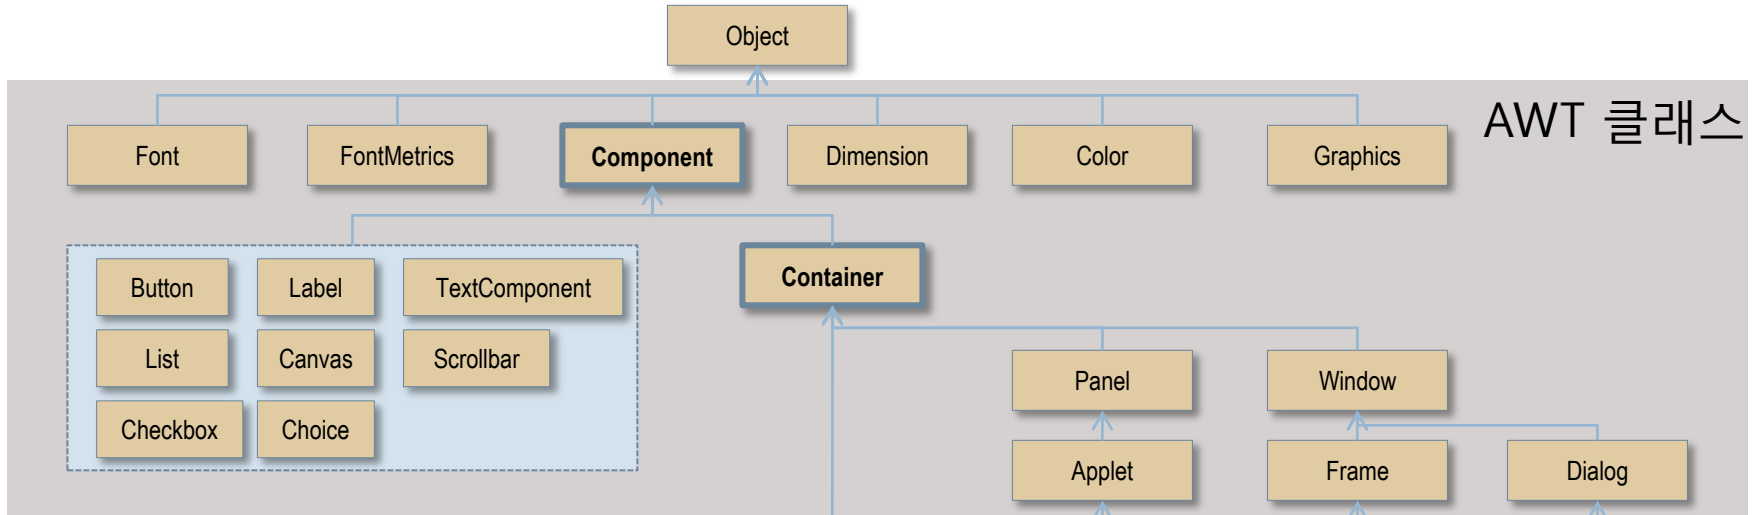 Object
AWT 클래스
Font
FontMetrics
Component
Dimension
Color
Graphics
Container
Button
Label
TextComponent
List
Canvas
Scrollbar
Checkbox
Choice
Panel
Window
Applet
Frame
Dialog